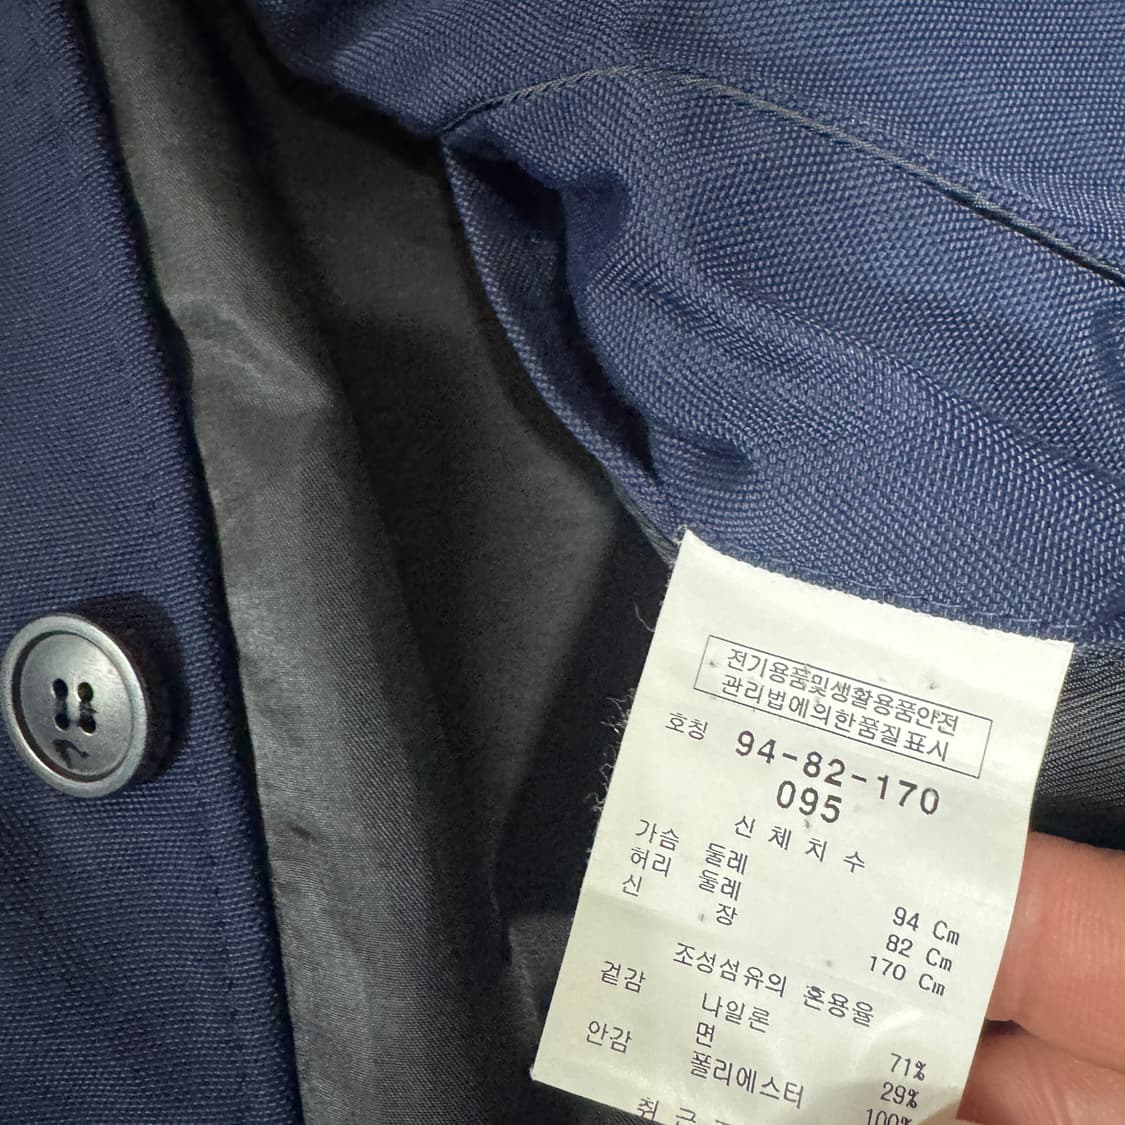 전기용품및생활용품안전
관리법에의한품질표시
호칭 94-82-170
095
신 체 치 수
가슴 둘레 94 Cm
허리 둘레 82 Cm
신 장 170 Cm
조성섬유의 혼용율
겉감 나일론 71%
면 29%
안감 폴리에스터 100%
취 급